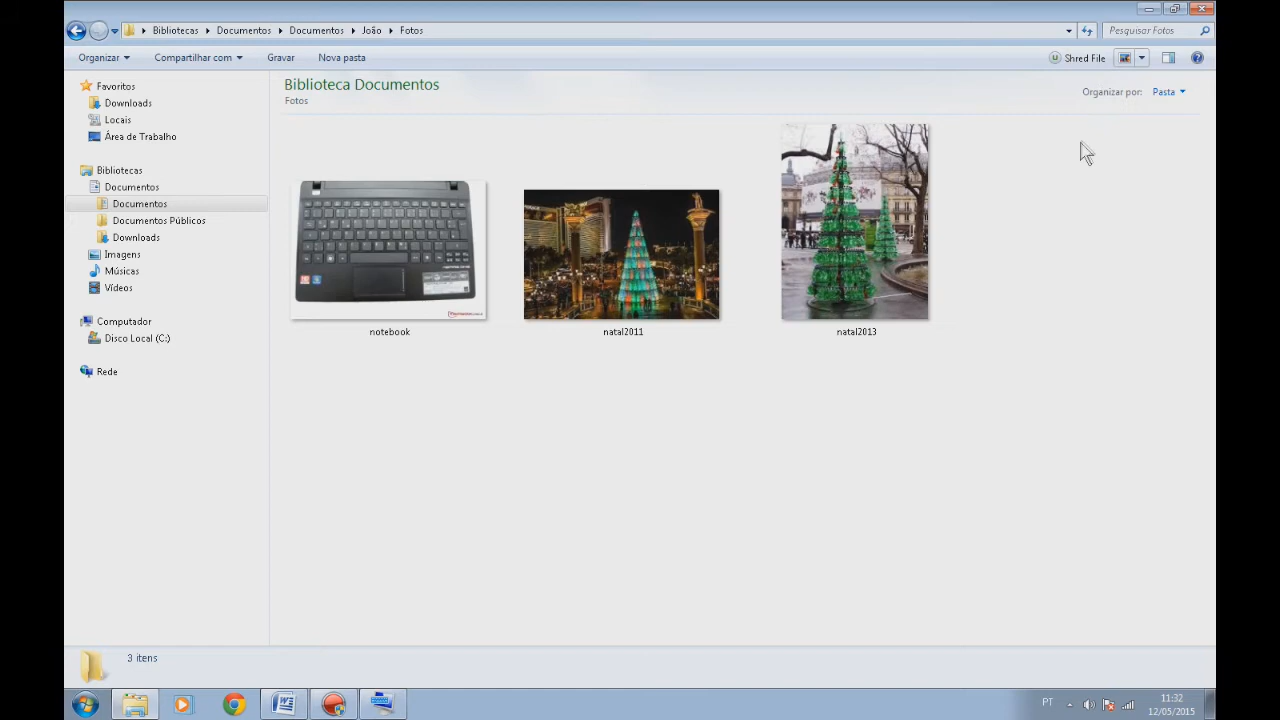 Bibliotecas Documentos Documentos João Fotos
Pesquisar Fotos
Organizar Compartilhar com Gravar Nova pasta
Shred File
Favoritos
Downloads
Locais
Área de Trabalho
Bibliotecas
Documentos
Documentos
Documentos Públicos
Downloads
Imagens
Músicas
Vídeos
Computador
Disco Local (C:)
Rede
Biblioteca Documentos
Fotos
Organizar por: Pasta
notebook
natal2011
natal2013
3 itens
PT
11:32
12/05/2015